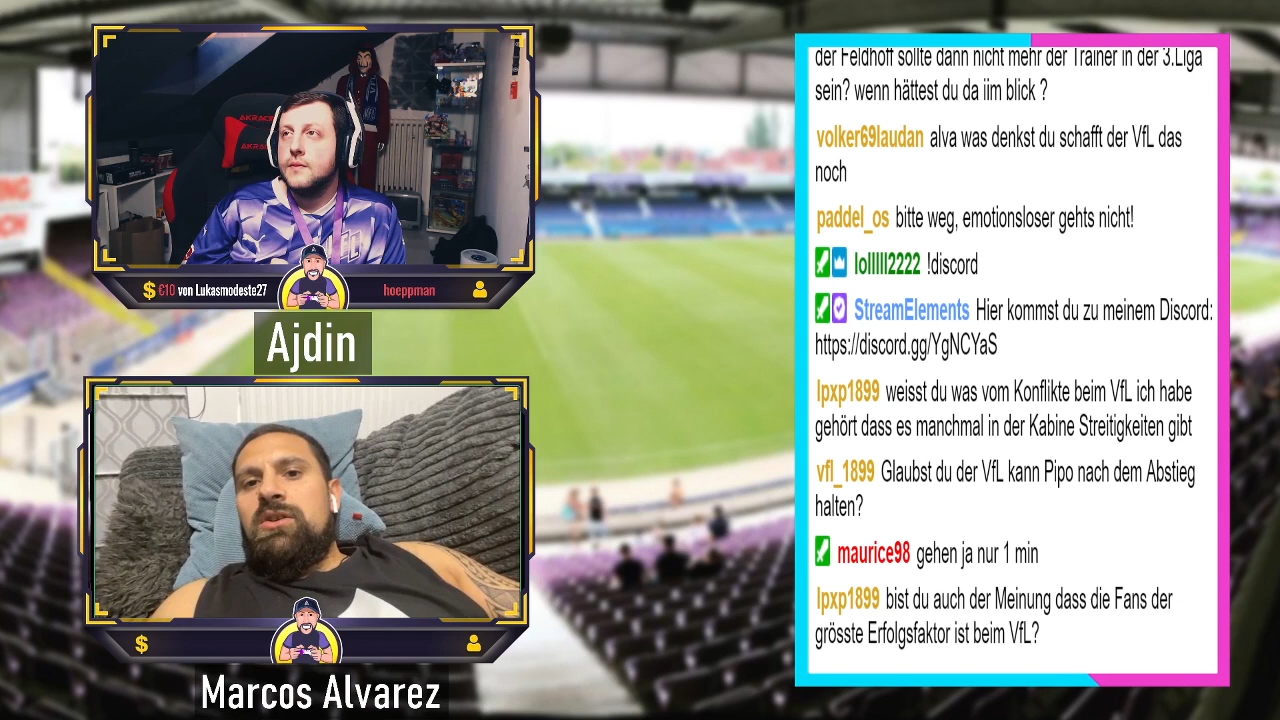 AKRACING
AKRACING
VFL
$ €10 von Lukasmodeste27
hoeppman
Ajdin
$
Marcos Alvarez
der Feldhoff sollte dann nicht mehr der Trainer in der 3.Liga
sein? wenn hättest du da iim blick ?
volker69laudan alva was denkst du schafft der VfL das
noch
paddel_os bitte weg, emotionsloser gehts nicht!
lolllll2222 !discord
StreamElements Hier kommst du zu meinem Discord:
https://discord.gg/YgNCYaS
lpxp1899 weisst du was vom Konflikte beim VfL ich habe
gehört dass es manchmal in der Kabine Streitigkeiten gibt
vfl_1899 Glaubst du der VfL kann Pipo nach dem Abstieg
halten?
maurice98 gehen ja nur 1 min
lpxp1899 bist du auch der Meinung dass die Fans der
grösste Erfolgsfaktor ist beim VfL?